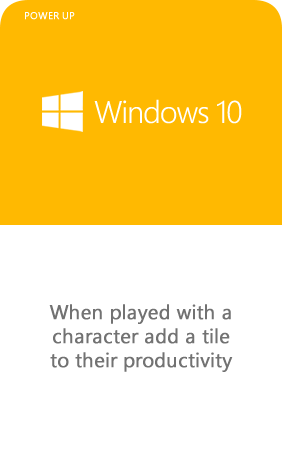 POWER UP
Windows 10
When played with a
character add a tile
to their productivity